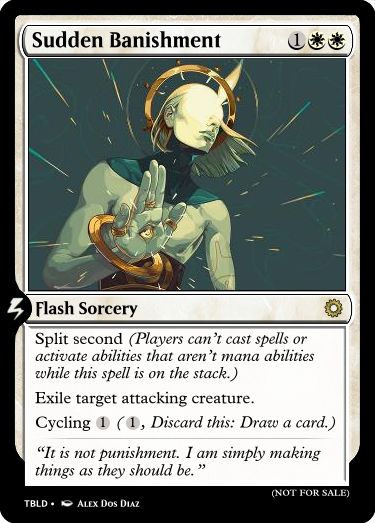 Sudden Banishment 1
Flash Sorcery
Split second (Players can't cast spells or
activate abilities that aren't mana abilities
while this spell is on the stack.)
Exile target attacking creature.
Cycling 1 (1, Discard this: Draw a card.)
“It is not punishment. I am simply making
things as they should be.”
(NOT FOR SALE)
TBLD • ALEX DOS DIAZ